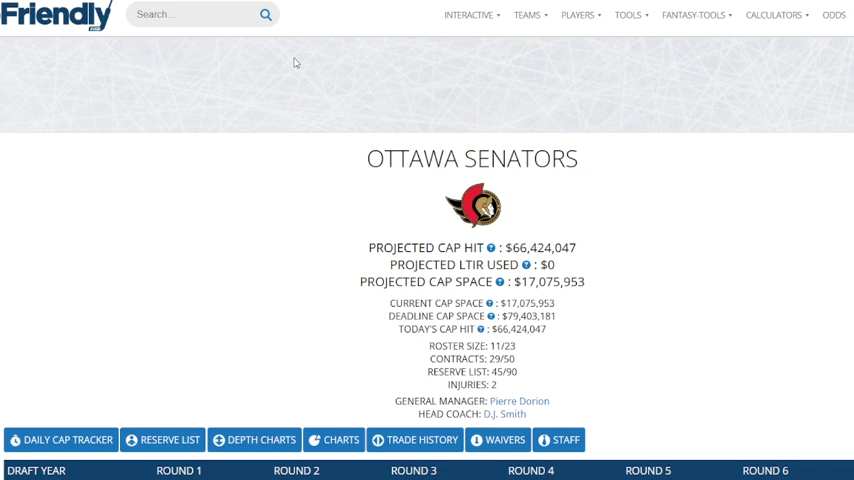 Friendly
Search...
INTERACTIVE TEAMS PLAYERS TOOLS FANTASY-TOOLS CALCULATORS ODDS
OTTAWA SENATORS
PROJECTED CAP HIT ? : $66,424,047
PROJECTED LTIR USED ? : $0
PROJECTED CAP SPACE ? : $17,075,953
CURRENT CAP SPACE ? : $17,075,953
DEADLINE CAP SPACE ? : $79,403,181
TODAY'S CAP HIT ? : $66,424,047
ROSTER SIZE: 11/23
CONTRACTS: 29/50
RESERVE LIST: 45/90
INJURIES: 2
GENERAL MANAGER: Pierre Dorion
HEAD COACH: D.J. Smith
DAILY CAP TRACKER RESERVE LIST DEPTH CHARTS CHARTS TRADE HISTORY WAIVERS STAFF
DRAFT YEAR ROUND 1 ROUND 2 ROUND 3 ROUND 4 ROUND 5 ROUND 6